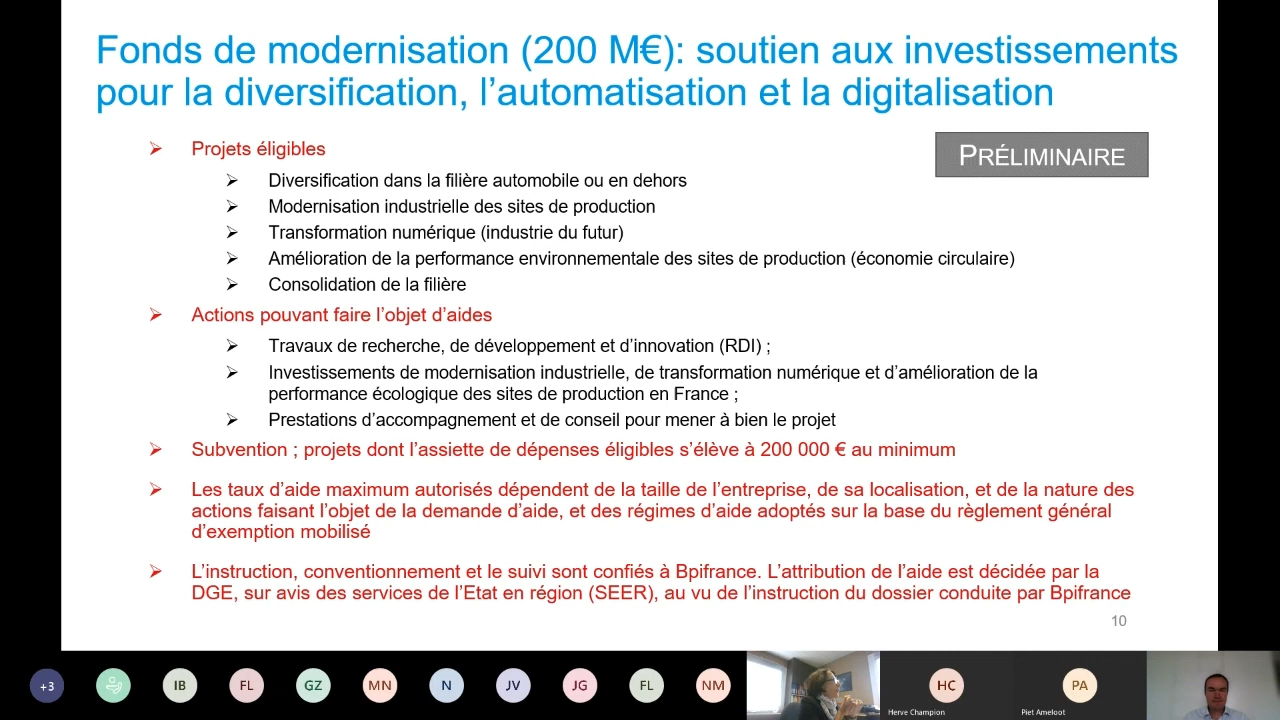 Fonds de modernisation (200 M€): soutien aux investissements
pour la diversification, l’automatisation et la digitalisation
PRÉLIMINAIRE
Projets éligibles
Diversification dans la filière automobile ou en dehors
Modernisation industrielle des sites de production
Transformation numérique (industrie du futur)
Amélioration de la performance environnementale des sites de production (économie circulaire)
Consolidation de la filière
Actions pouvant faire l’objet d’aides
Travaux de recherche, de développement et d’innovation (RDI) ;
Investissements de modernisation industrielle, de transformation numérique et d’amélioration de la
performance écologique des sites de production en France ;
Prestations d’accompagnement et de conseil pour mener à bien le projet
Subvention ; projets dont l’assiette de dépenses éligibles s’élève à 200 000 € au minimum
Les taux d’aide maximum autorisés dépendent de la taille de l’entreprise, de sa localisation, et de la nature des
actions faisant l’objet de la demande d’aide, et des régimes d’aide adoptés sur la base du règlement général
d’exemption mobilisé
L’instruction, conventionnement et le suivi sont confiés à Bpifrance. L’attribution de l’aide est décidée par la
DGE, sur avis des services de l’Etat en région (SEER), au vu de l’instruction du dossier conduite par Bpifrance
10
+3
IB
FL
GZ
MN
N
JV
JG
FL
NM
HC
PA
Herve Champion
Piet Ameloot